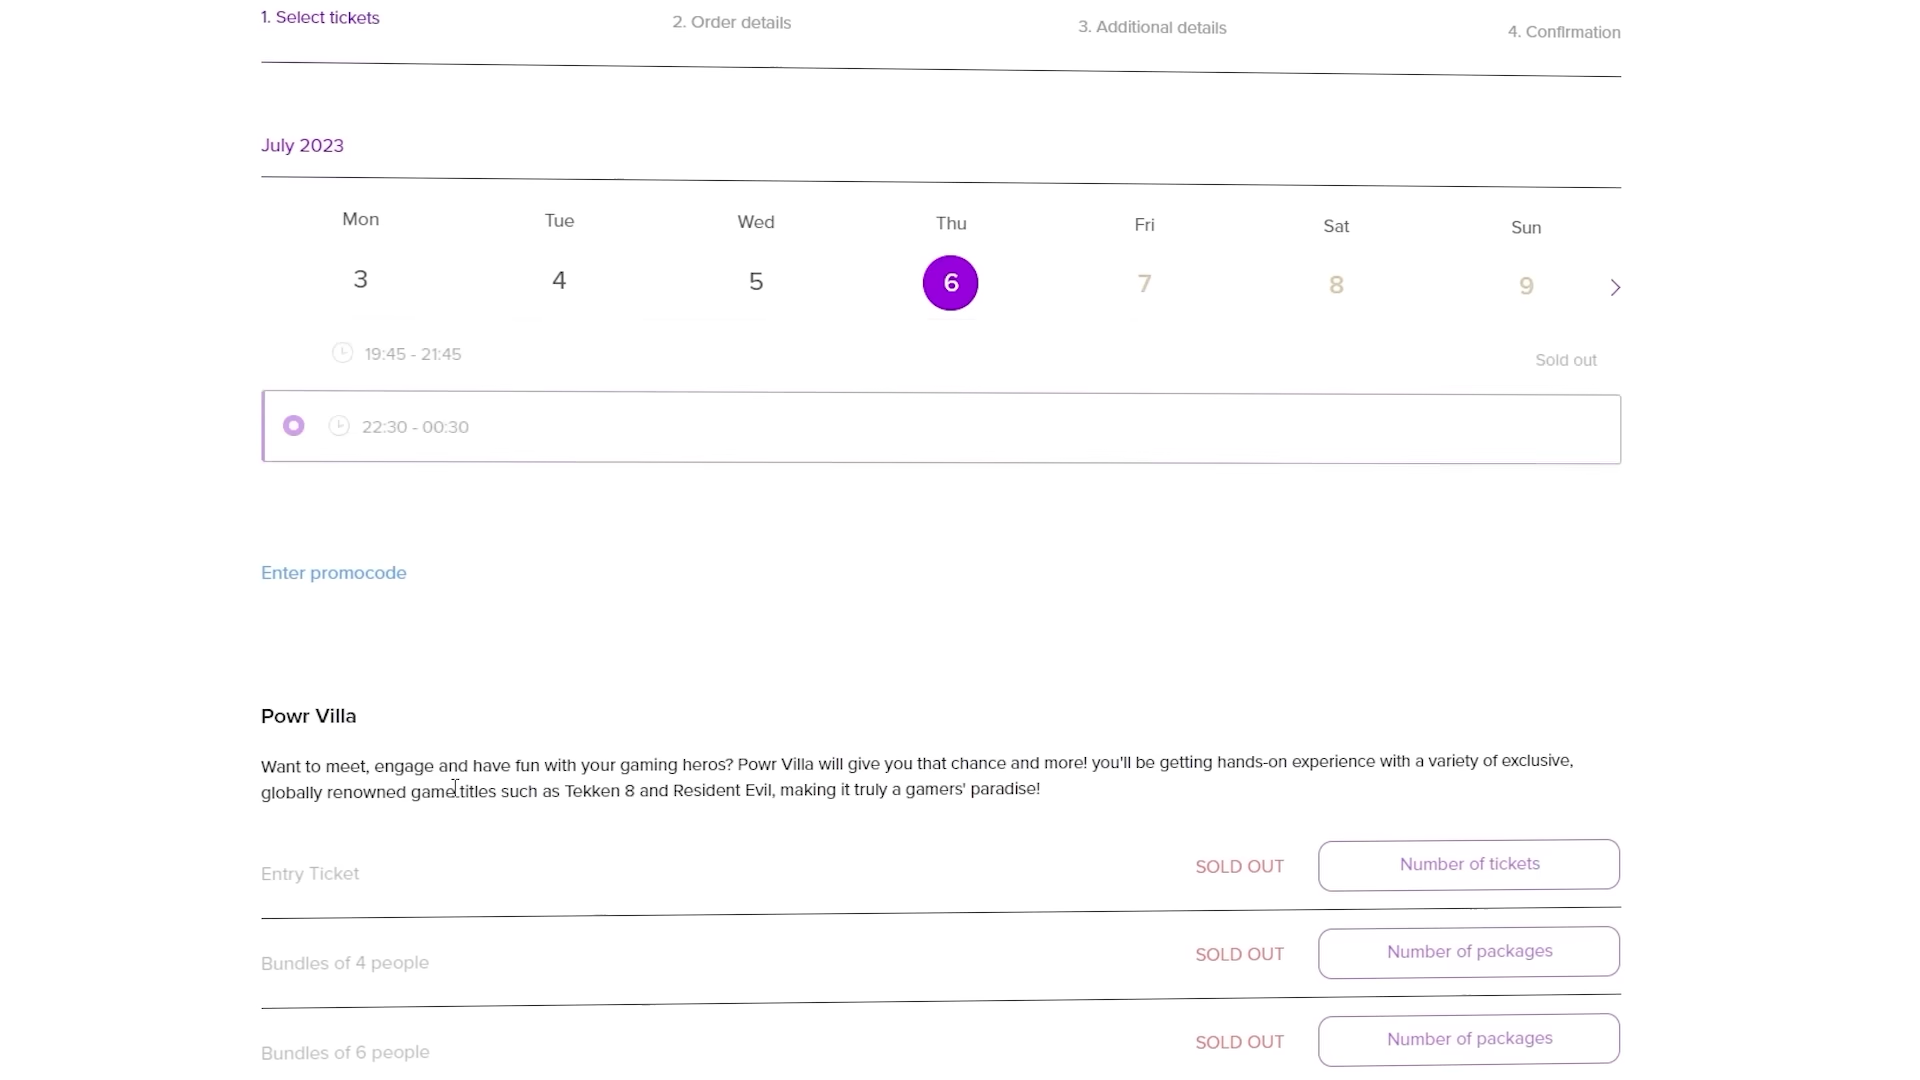 1. Select tickets
2. Order details
3. Additional details
4. Confirmation
July 2023
Mon Tue Wed Thu Fri Sat Sun
3 4 5 6 7 8 9
19:45 - 21:45 Sold out
22:30 - 00:30
Enter promocode
Powr Villa
Want to meet, engage and have fun with your gaming heros? Powr Villa will give you that chance and more! you'll be getting hands-on experience with a variety of exclusive,
globally renowned game titles such as Tekken 8 and Resident Evil, making it truly a gamers' paradise!
Entry Ticket SOLD OUT Number of tickets
Bundles of 4 people SOLD OUT Number of packages
Bundles of 6 people SOLD OUT Number of packages